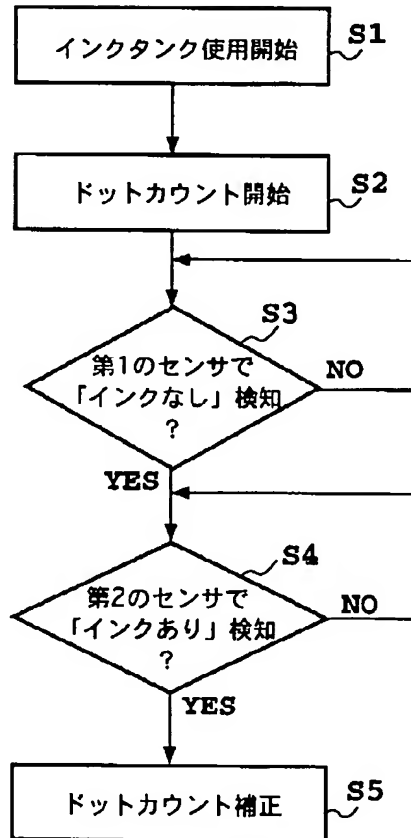 インクタンク使用開始
S1
ドットカウント開始
S2
S3
第1のセンサで
「インクなし」検知
?
NO
YES
S4
第2のセンサで
「インクあり」検知
?
NO
YES
ドットカウント補正
S5